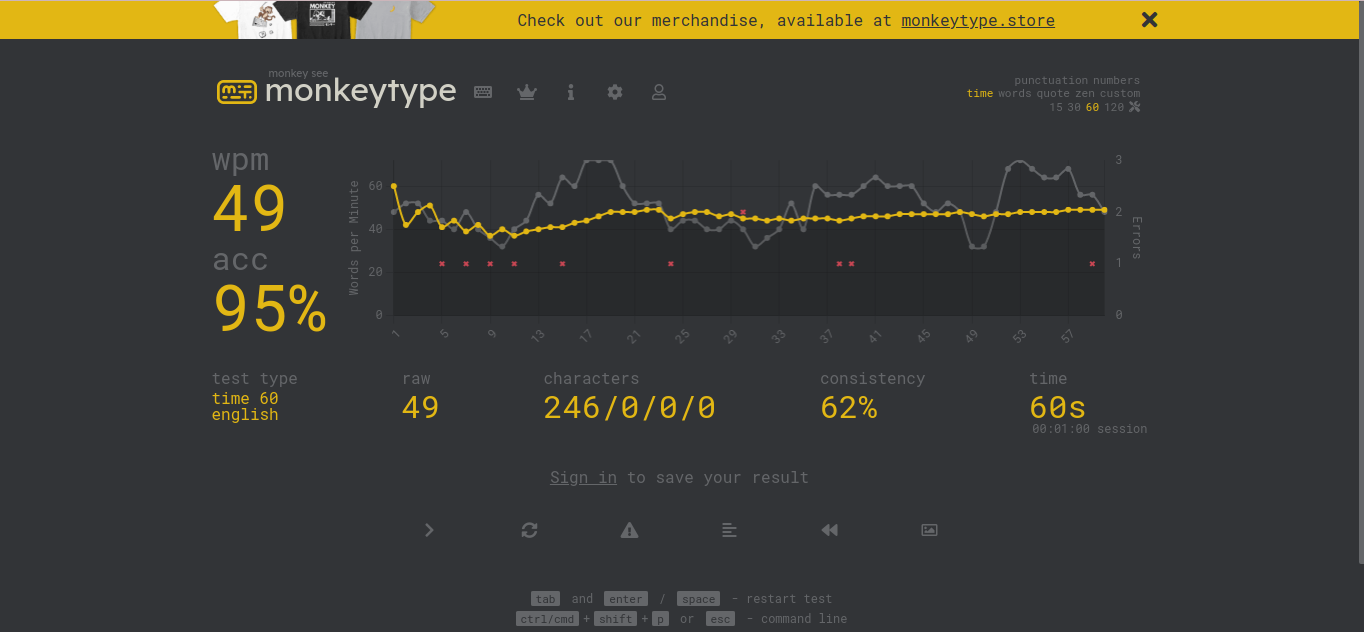 Check out our merchandise, available at monkeytype.store
monkey see
monkeytype
punctuation numbers
time words quote zen custom
15 30 60 120
wpm
49
acc
95%
Words per Minute
60
40
20
0
3
2
1
0
Errors
1 5 9 13 17 21 25 29 33 37 41 45 49 53 57
test type
time 60
english
raw
49
characters
246/0/0/0
consistency
62%
time
60s
00:01:00 session
Sign in to save your result
tab and enter / space - restart test
ctrl/cmd + shift + p or esc - command line